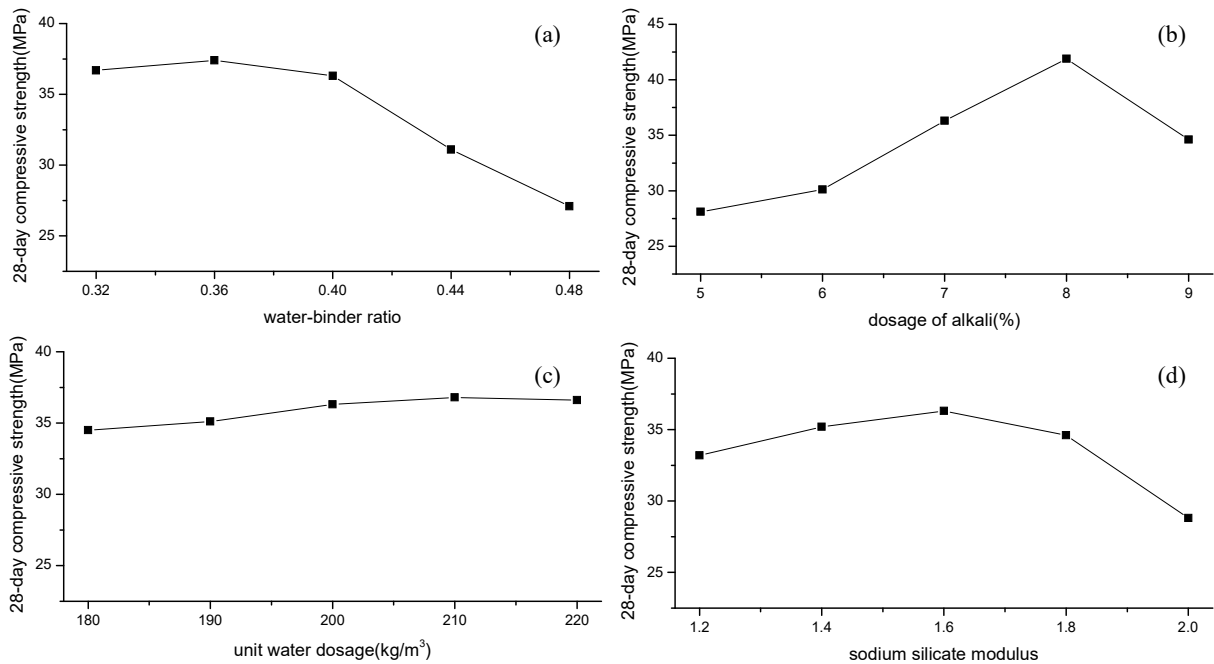 (a)
28-day compressive strength(MPa)
40
35
30
25
0.32 0.36 0.40 0.44 0.48
water-binder ratio
(b)
28-day compressive strength(MPa)
45
40
35
30
25
5 6 7 8 9
dosage of alkali(%)
(c)
28-day compressive strength(MPa)
40
35
30
25
180 190 200 210 220
unit water dosage(kg/m³)
(d)
28-day compressive strength(MPa)
40
35
30
25
1.2 1.4 1.6 1.8 2.0
sodium silicate modulus